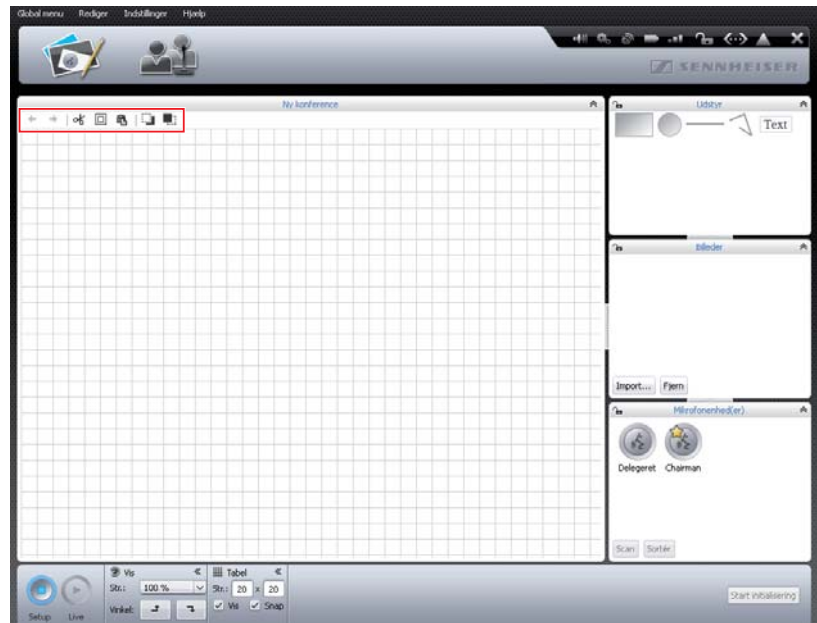 Global menu Rediger Indstillinger Hjælp
SENNHEISER
Ny konference
Udstyr
Text
Billeder
Import... Fjern
Mikrofonenhed(er)
Delegeret Chairman
Scan Sortér
Vis
Str.: 100 %
Vinkel:
Tabel
Str.: 20 x 20
Vis Snap
Setup Live
Start initialisering